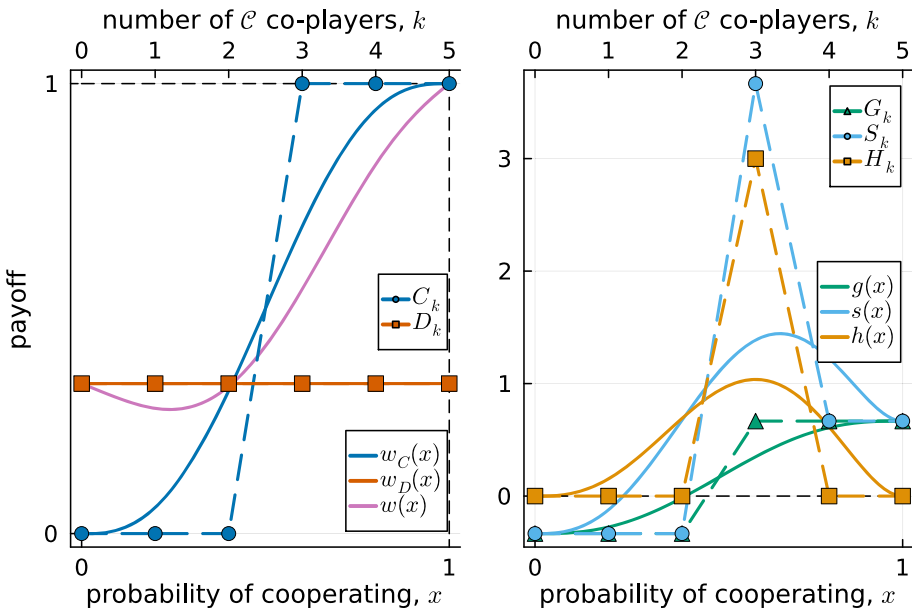 number of 𝒞 co-players, k
0 1 2 3 4 5
payoff
1
0
C_k
D_k
w_C(x)
w_D(x)
w(x)
0 1
probability of cooperating, x
number of 𝒞 co-players, k
0 1 2 3 4 5
3
2
1
0
G_k
S_k
H_k
g(x)
s(x)
h(x)
0 1
probability of cooperating, x